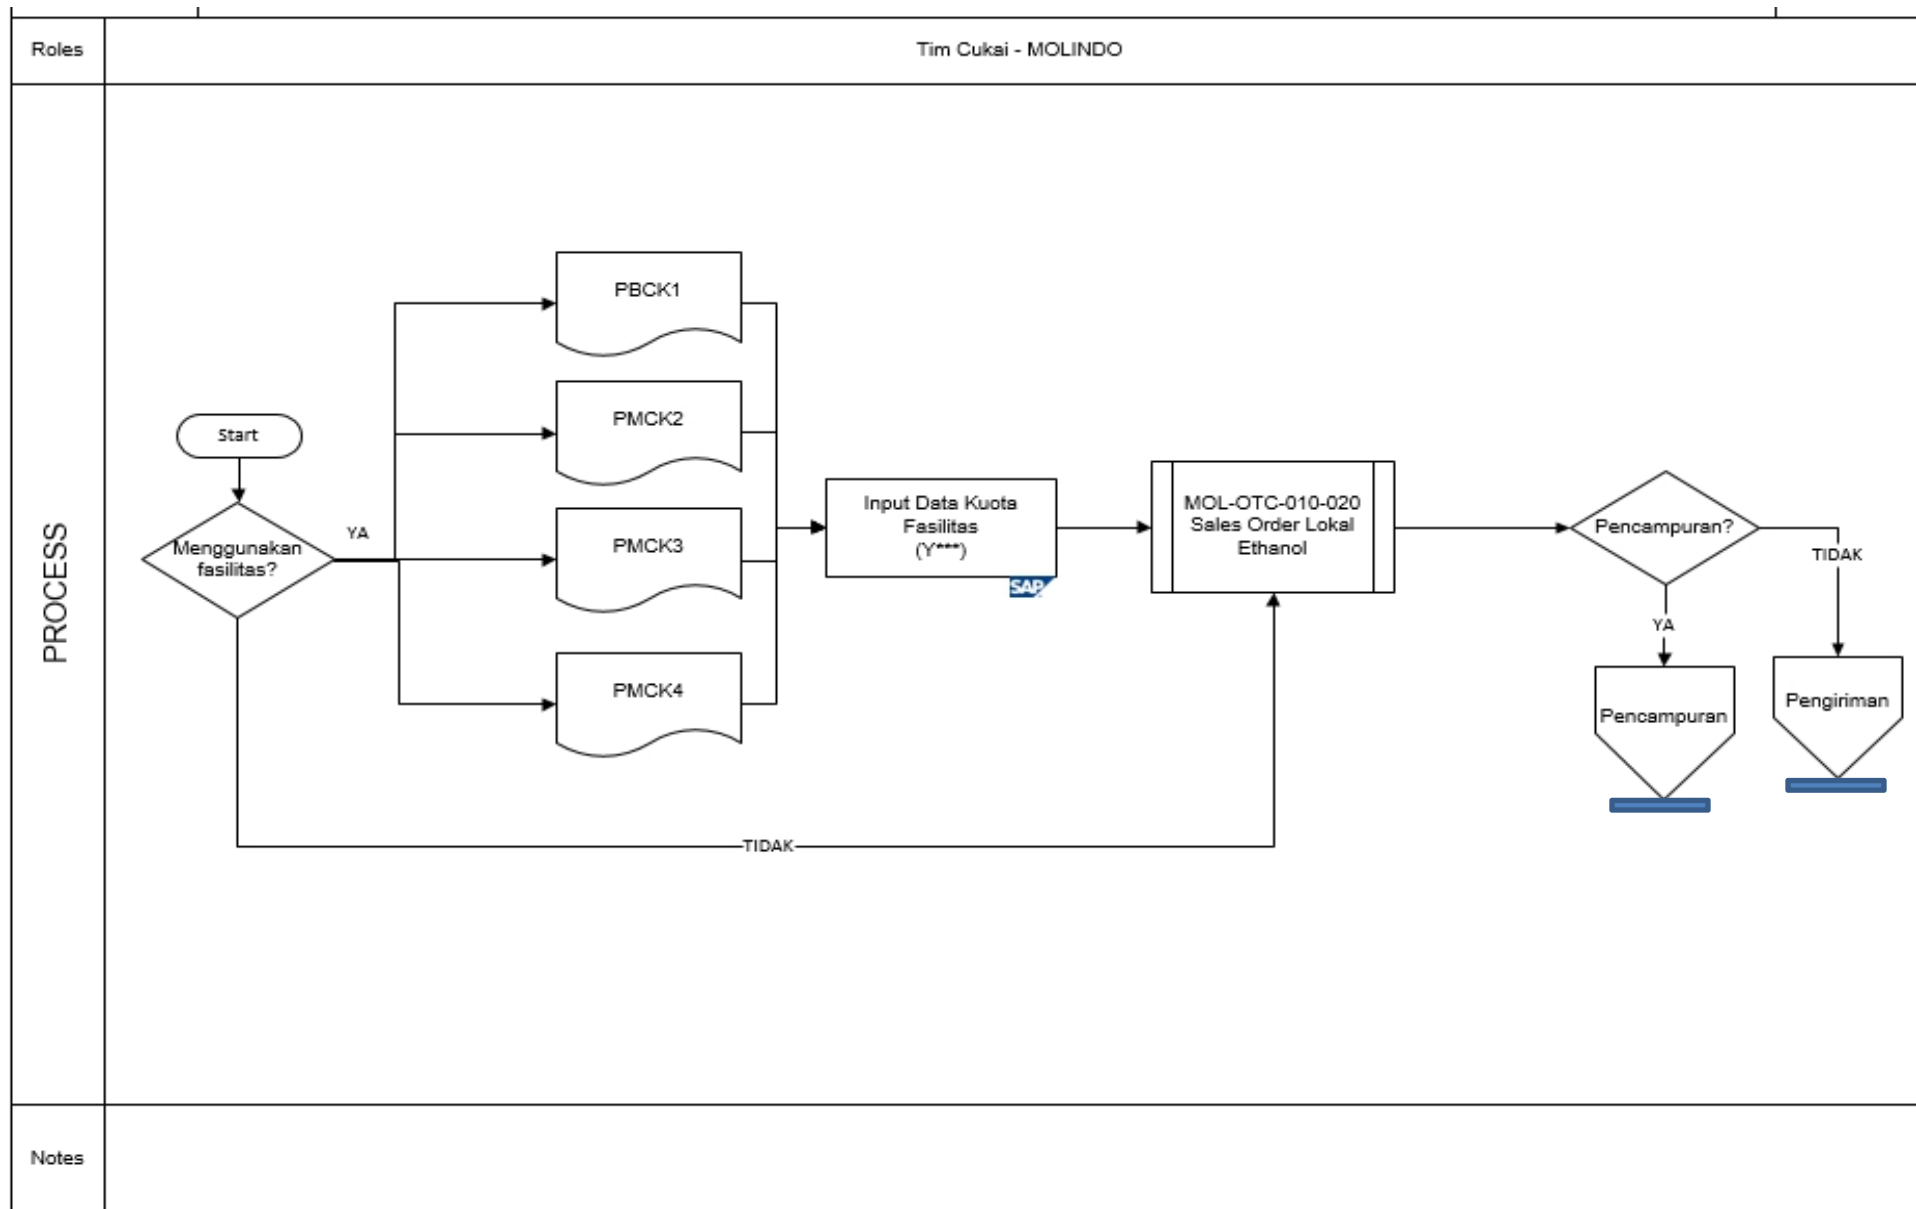 Roles
Tim Cukai - MOLINDO
PROCESS
Start
Menggunakan
fasilitas?
YA
PBCK1
PMCK2
PMCK3
PMCK4
Input Data Kuota
Fasilitas
(Y***)
SAP
MOL-OTC-010-020
Sales Order Lokal
Ethanol
Pencampuran?
TIDAK
YA
Pencampuran
Pengiriman
TIDAK
Notes